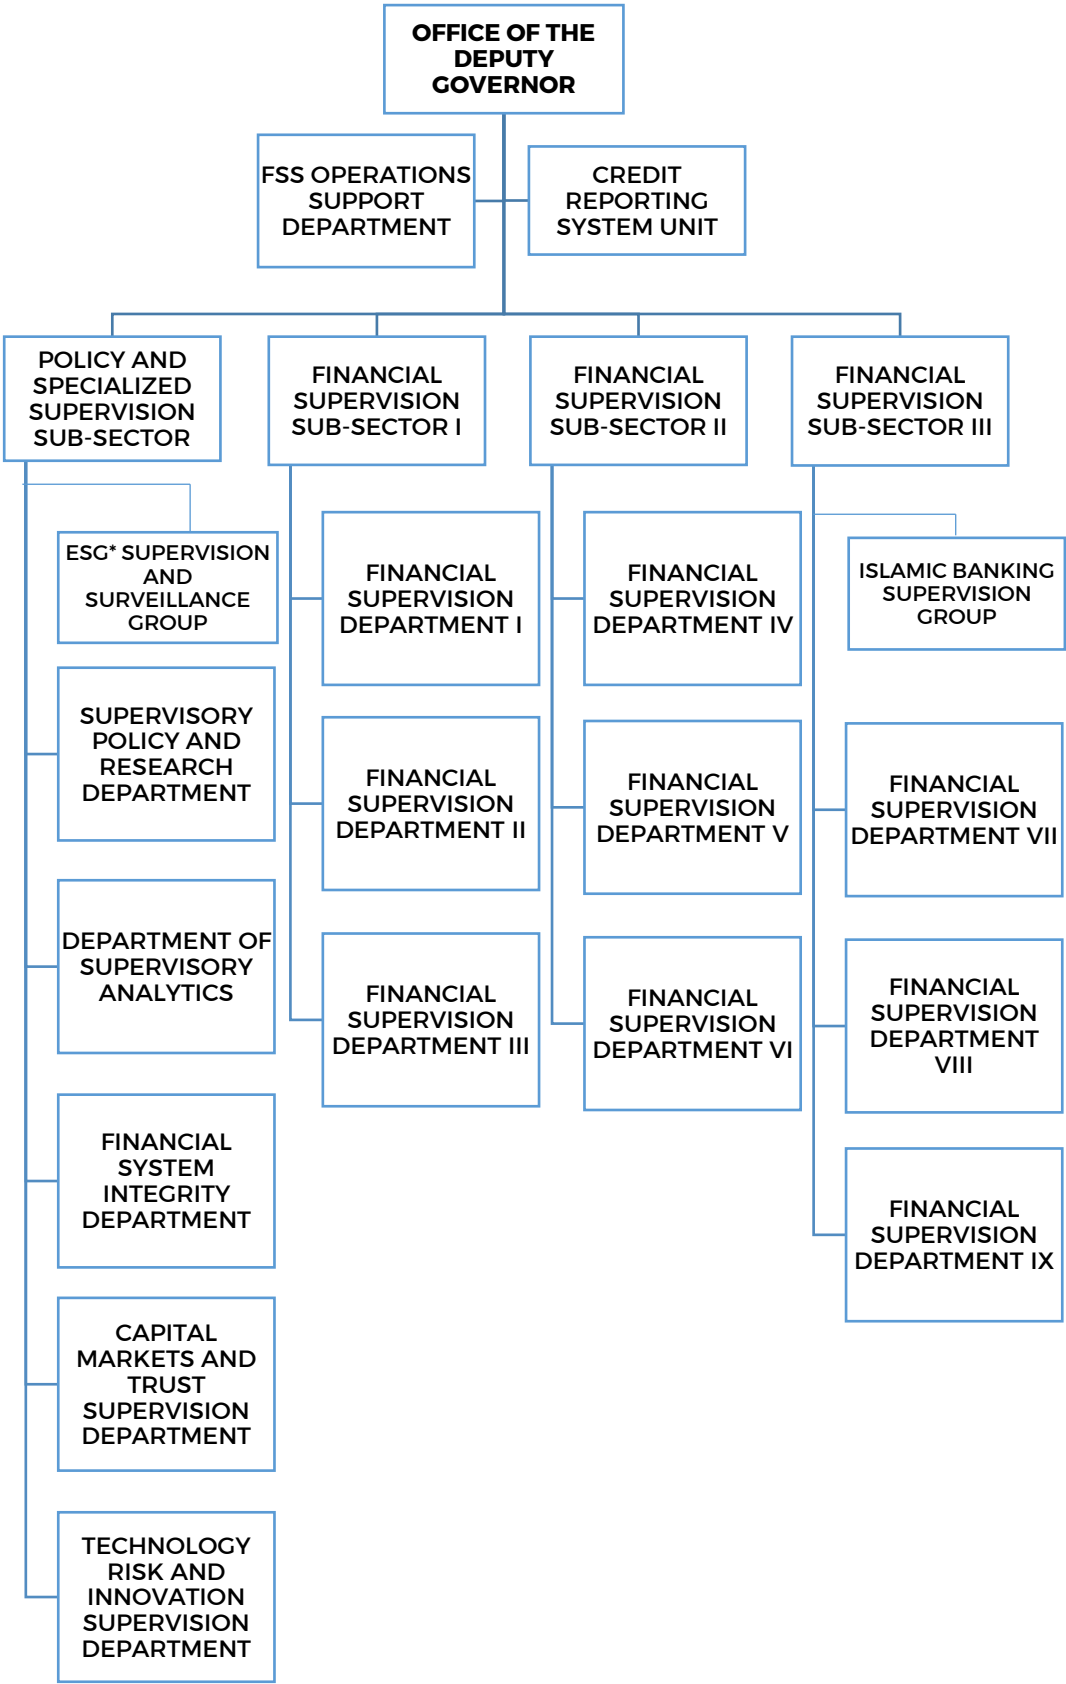 OFFICE OF THE
DEPUTY
GOVERNOR
FSS OPERATIONS
SUPPORT
DEPARTMENT
CREDIT
REPORTING
SYSTEM UNIT
POLICY AND
SPECIALIZED
SUPERVISION
SUB-SECTOR
FINANCIAL
SUPERVISION
SUB-SECTOR I
FINANCIAL
SUPERVISION
SUB-SECTOR II
FINANCIAL
SUPERVISION
SUB-SECTOR III
ESG* SUPERVISION
AND
SURVEILLANCE
GROUP
SUPERVISORY
POLICY AND
RESEARCH
DEPARTMENT
DEPARTMENT OF
SUPERVISORY
ANALYTICS
FINANCIAL
SYSTEM
INTEGRITY
DEPARTMENT
CAPITAL
MARKETS AND
TRUST
SUPERVISION
DEPARTMENT
TECHNOLOGY
RISK AND
INNOVATION
SUPERVISION
DEPARTMENT
FINANCIAL
SUPERVISION
DEPARTMENT I
FINANCIAL
SUPERVISION
DEPARTMENT II
FINANCIAL
SUPERVISION
DEPARTMENT III
FINANCIAL
SUPERVISION
DEPARTMENT IV
FINANCIAL
SUPERVISION
DEPARTMENT V
FINANCIAL
SUPERVISION
DEPARTMENT VI
ISLAMIC BANKING
SUPERVISION
GROUP
FINANCIAL
SUPERVISION
DEPARTMENT VII
FINANCIAL
SUPERVISION
DEPARTMENT
VIII
FINANCIAL
SUPERVISION
DEPARTMENT IX